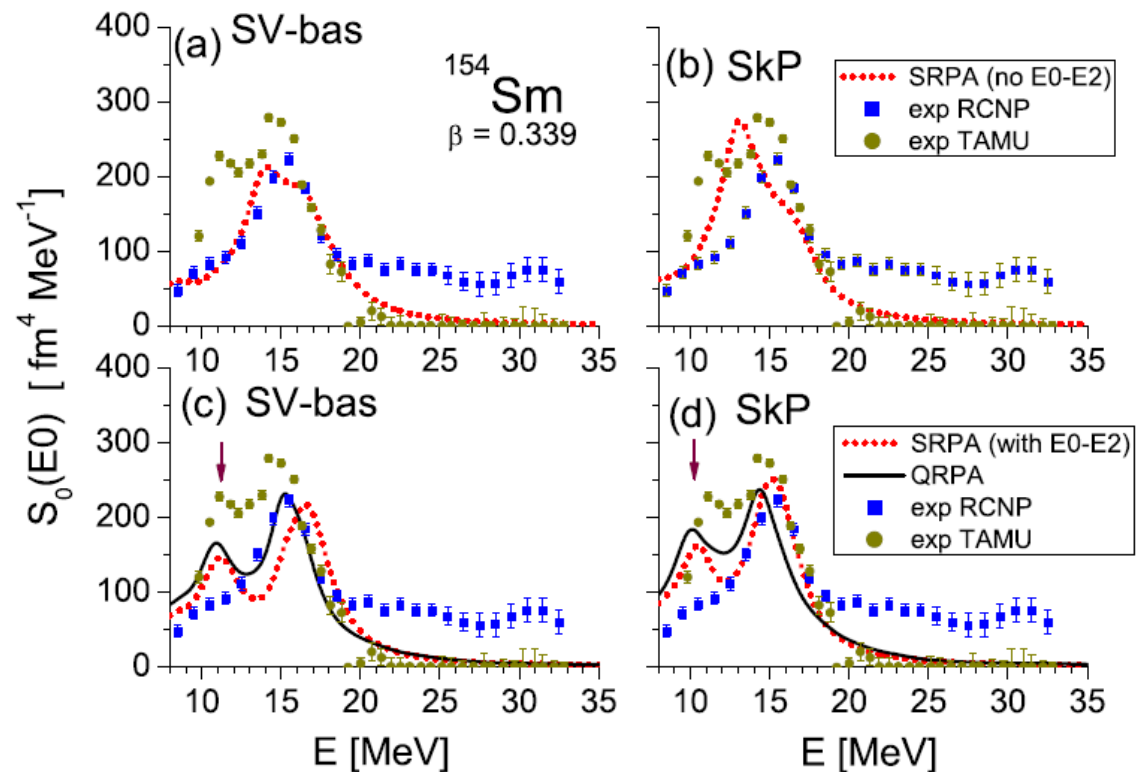 S₀(E0) [ fm⁴ MeV⁻¹ ]
(a) SV-bas
¹⁵⁴Sm
β = 0.339
400
300
200
100
0
10 15 20 25 30 35
(b) SkP
SRPA (no E0-E2)
exp RCNP
exp TAMU
10 15 20 25 30 35
(c) SV-bas
400
300
200
100
0
10 15 20 25 30 35
E [MeV]
(d) SkP
SRPA (with E0-E2)
QRPA
exp RCNP
exp TAMU
10 15 20 25 30 35
E [MeV]